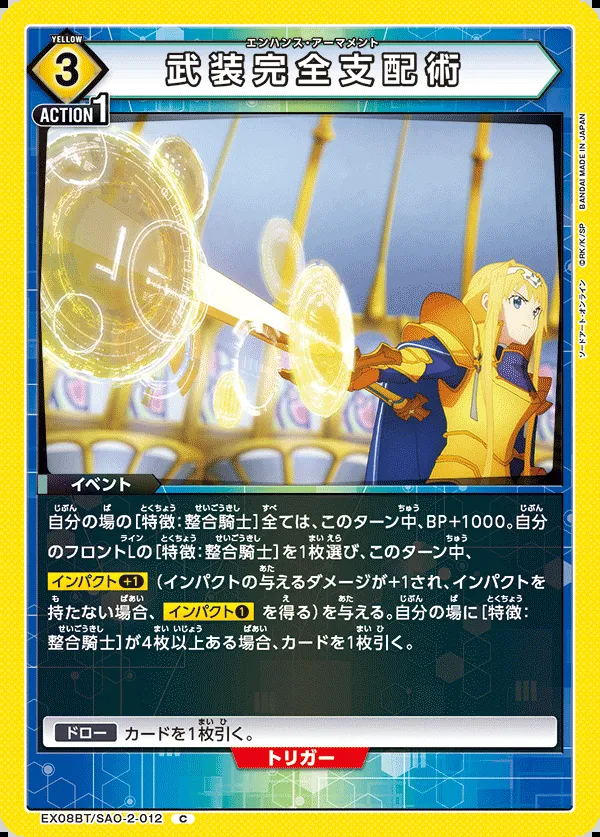 YELLOW
3
ACTION 1
エンハンス・アーマメント
武装完全支配術
イベント
自分の場の[特徴:整合騎士]全ては、このターン中、BP+1000。自分
のフロントLの[特徴:整合騎士]を1枚選び、このターン中、
インパクト+1 (インパクトの与えるダメージが+1され、インパクトを
持たない場合、インパクト1 を得る)を与える。自分の場に[特徴:
整合騎士]が4枚以上ある場合、カードを1枚引く。
ドロー カードを1枚引く。
トリガー
EX08BT/SAO-2-012 C
ソードアート・オンライン ©RK/K/SP BANDAI MADE IN JAPAN